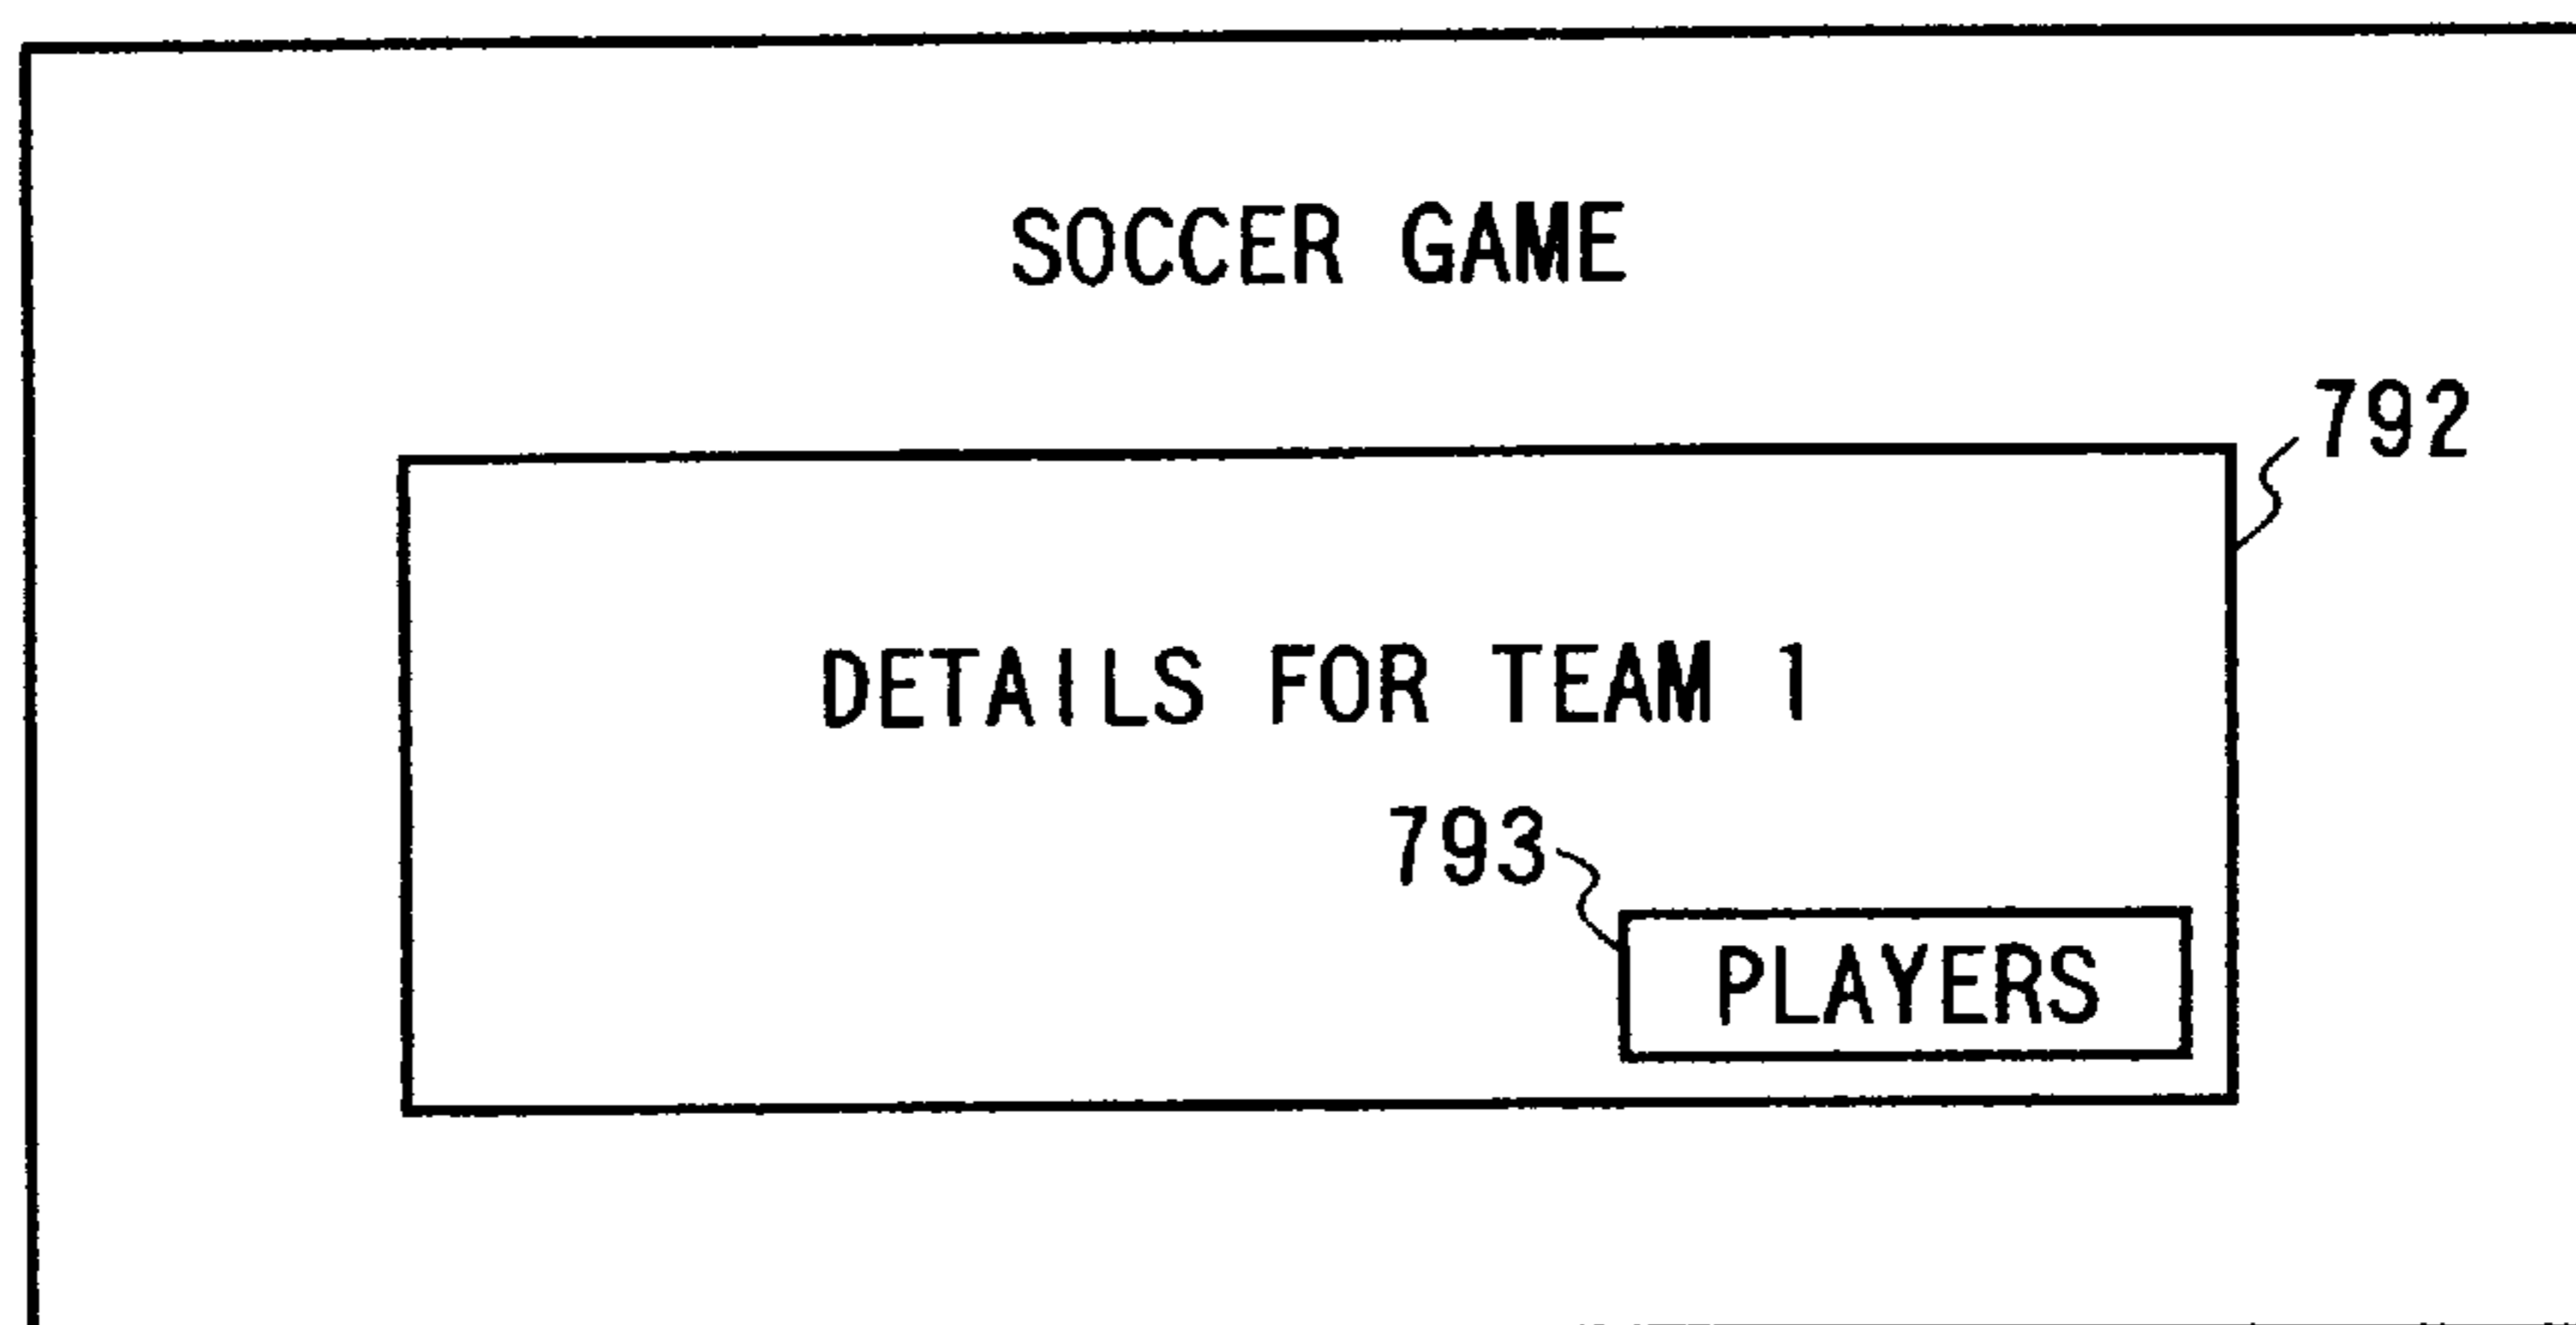 SOCCER GAME
792
DETAILS FOR TEAM 1
793
PLAYERS